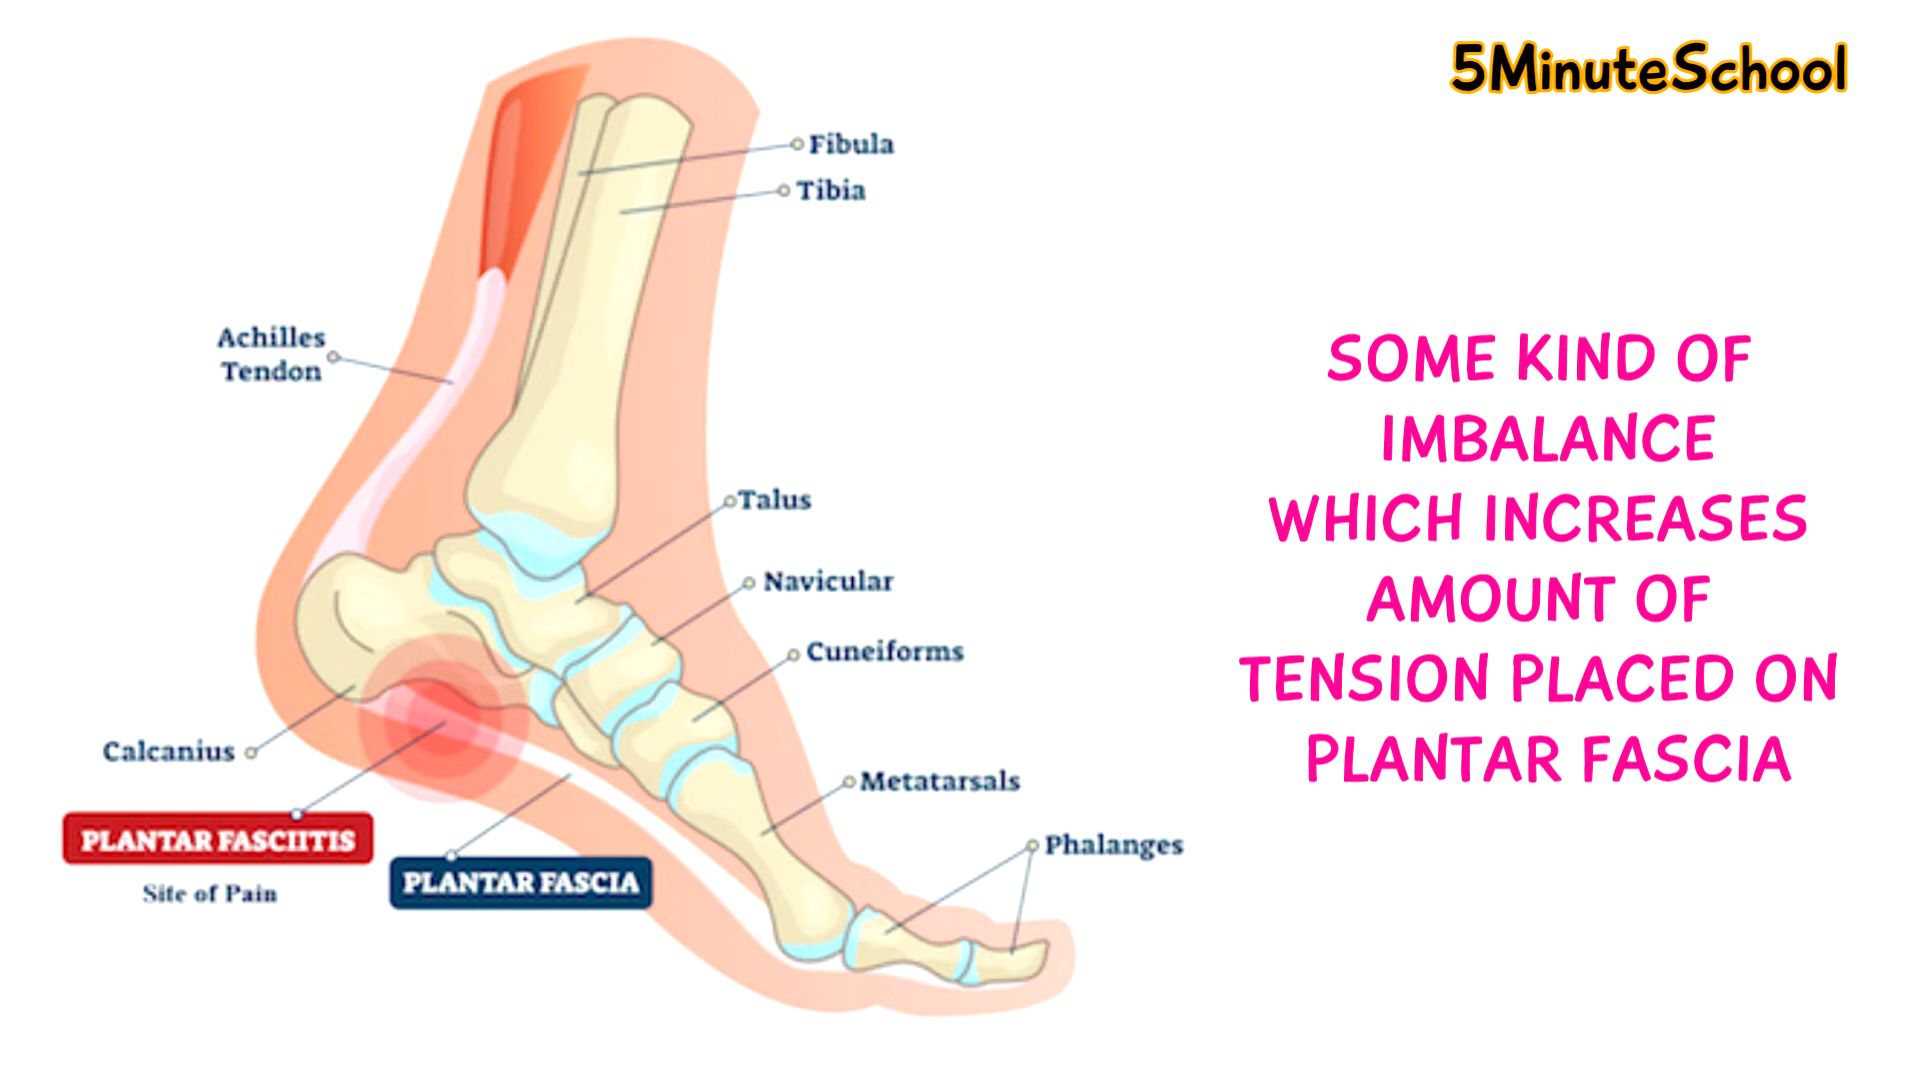 5MinuteSchool
Fibula
Tibia
Achilles
Tendon
Talus
Navicular
Cuneiforms
Calcanius
Metatarsals
PLANTAR FASCIITIS
Site of Pain
PLANTAR FASCIA
Phalanges
SOME KIND OF
IMBALANCE
WHICH INCREASES
AMOUNT OF
TENSION PLACED ON
PLANTAR FASCIA